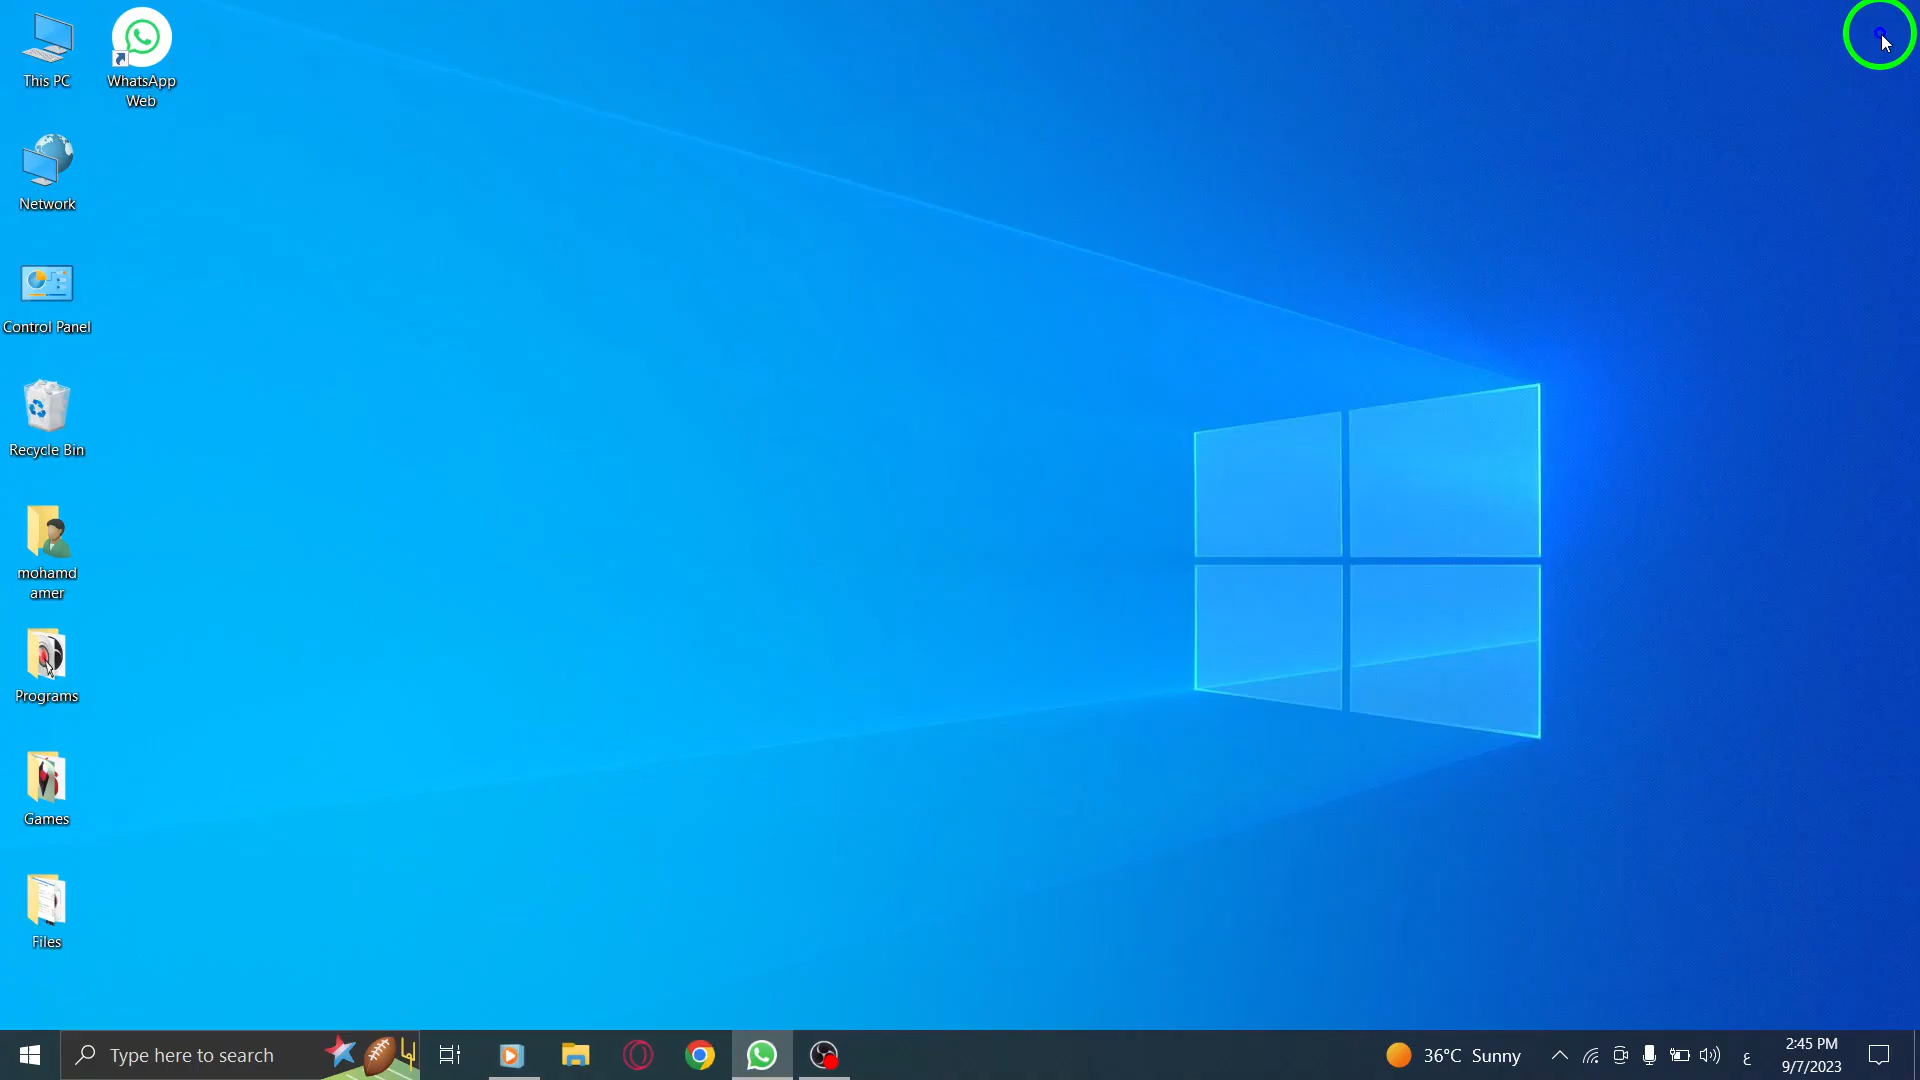 This PC
WhatsApp
Web
Network
Control Panel
Recycle Bin
mohamd
amer
Programs
Games
Files
Type here to search
36°C Sunny
ع
2:45 PM
9/7/2023